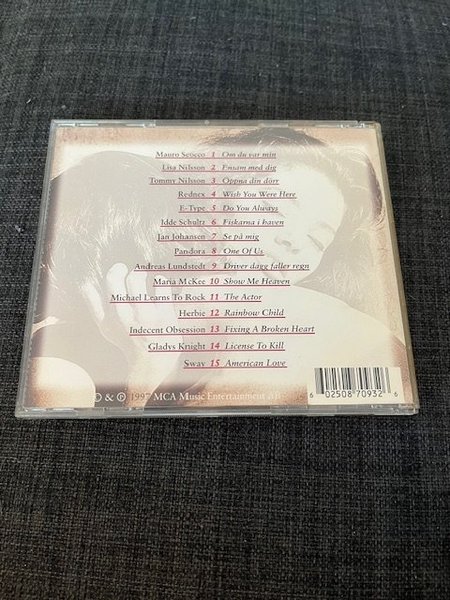 Mauro Scocco 1 Om du var min
Lisa Nilsson 2 Ensam med dig
Tommy Nilsson 3 Öppna din dörr
Rednex 4 Wish You Were Here
E-Type 5 Do You Always
Idde Schultz 6 Fiskarna i haven
Jan Johansen 7 Se på mig
Pandora 8 One Of Us
Andreas Lundstedt 9 Driver dagg faller regn
Maria McKee 10 Show Me Heaven
Michael Learns To Rock 11 The Actor
Herbie 12 Rainbow Child
Indecent Obsession 13 Fixing A Broken Heart
Gladys Knight 14 License To Kill
Sway 15 American Love
© & ℗ 1997 MCA Music Entertainment AB
6 02508 70932 6